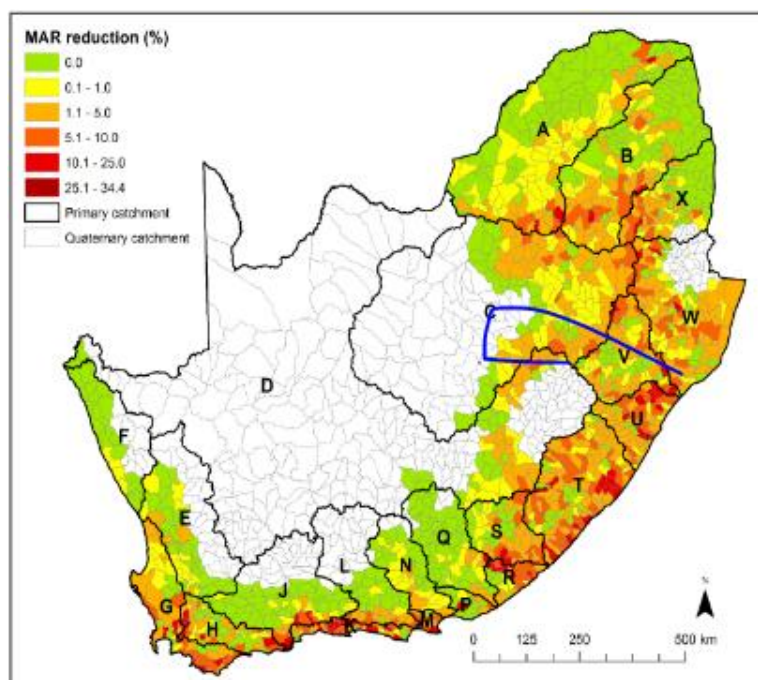 MAR reduction (%)
0.0
0.1 - 1.0
1.1 - 5.0
5.1 - 10.0
10.1 - 25.0
25.1 - 34.4
Primary catchment
Quaternary catchment
A
B
X
C
W
D
V
F
U
E
T
Q
S
L
N
J
R
G
P
H
K
M
N
0 125 250 500 km